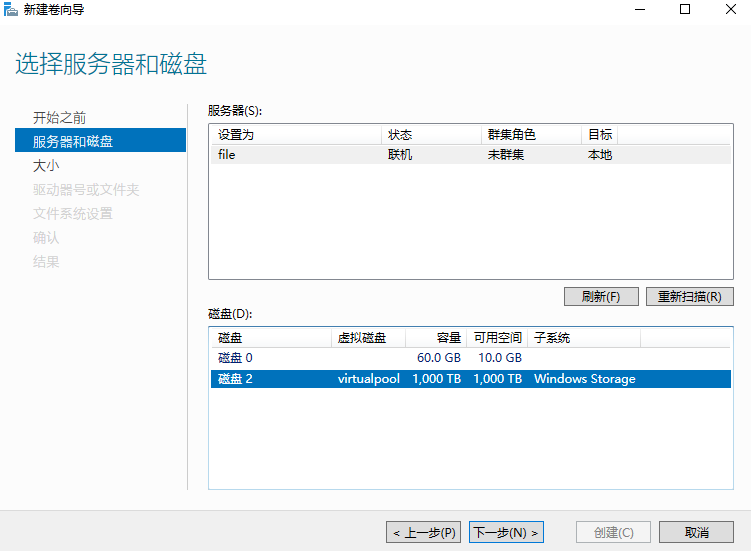 新建卷向导
选择服务器和磁盘
开始之前
服务器和磁盘
大小
驱动器号或文件夹
文件系统设置
确认
结果
服务器(S):
设置为 状态 群集角色 目标
file 联机 未群集 本地
刷新(F) 重新扫描(R)
磁盘(D):
磁盘 虚拟磁盘 容量 可用空间 子系统
磁盘 0 60.0 GB 10.0 GB
磁盘 2 virtualpool 1,000 TB 1,000 TB Windows Storage
< 上一步(P) 下一步(N) > 创建(C) 取消